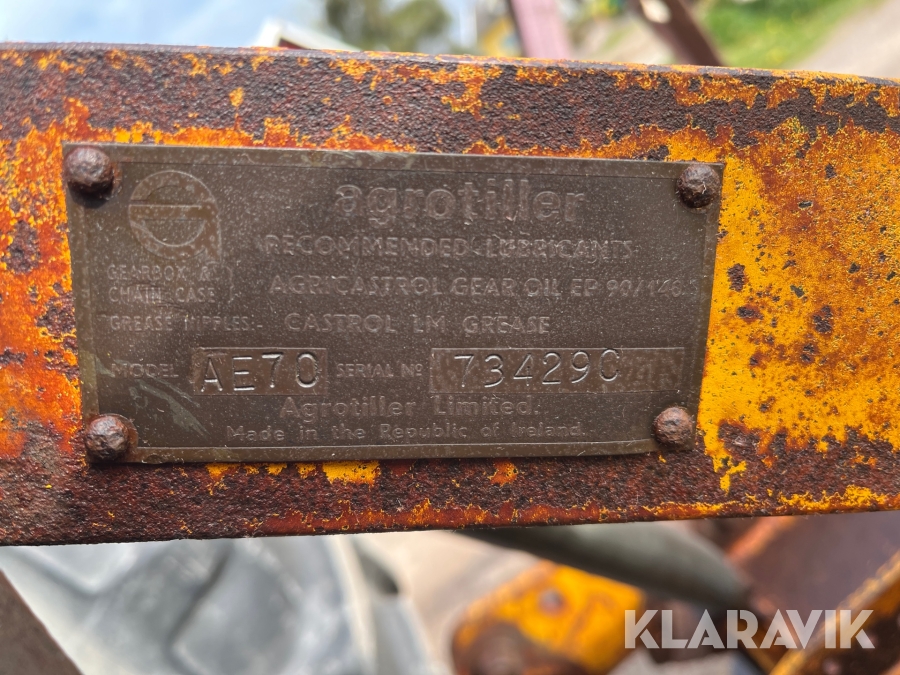 agrotiller
RECOMMENDED LUBRICANTS
GEARBOX &
CHAIN CASE AGRICASTROL GEAR OIL EP 90/140
GREASE NIPPLES:- CASTROL LM GREASE
MODEL AE70 SERIAL Nº 73429C
Agrotiller Limited.
Made in the Republic of Ireland.
KLARAVIK